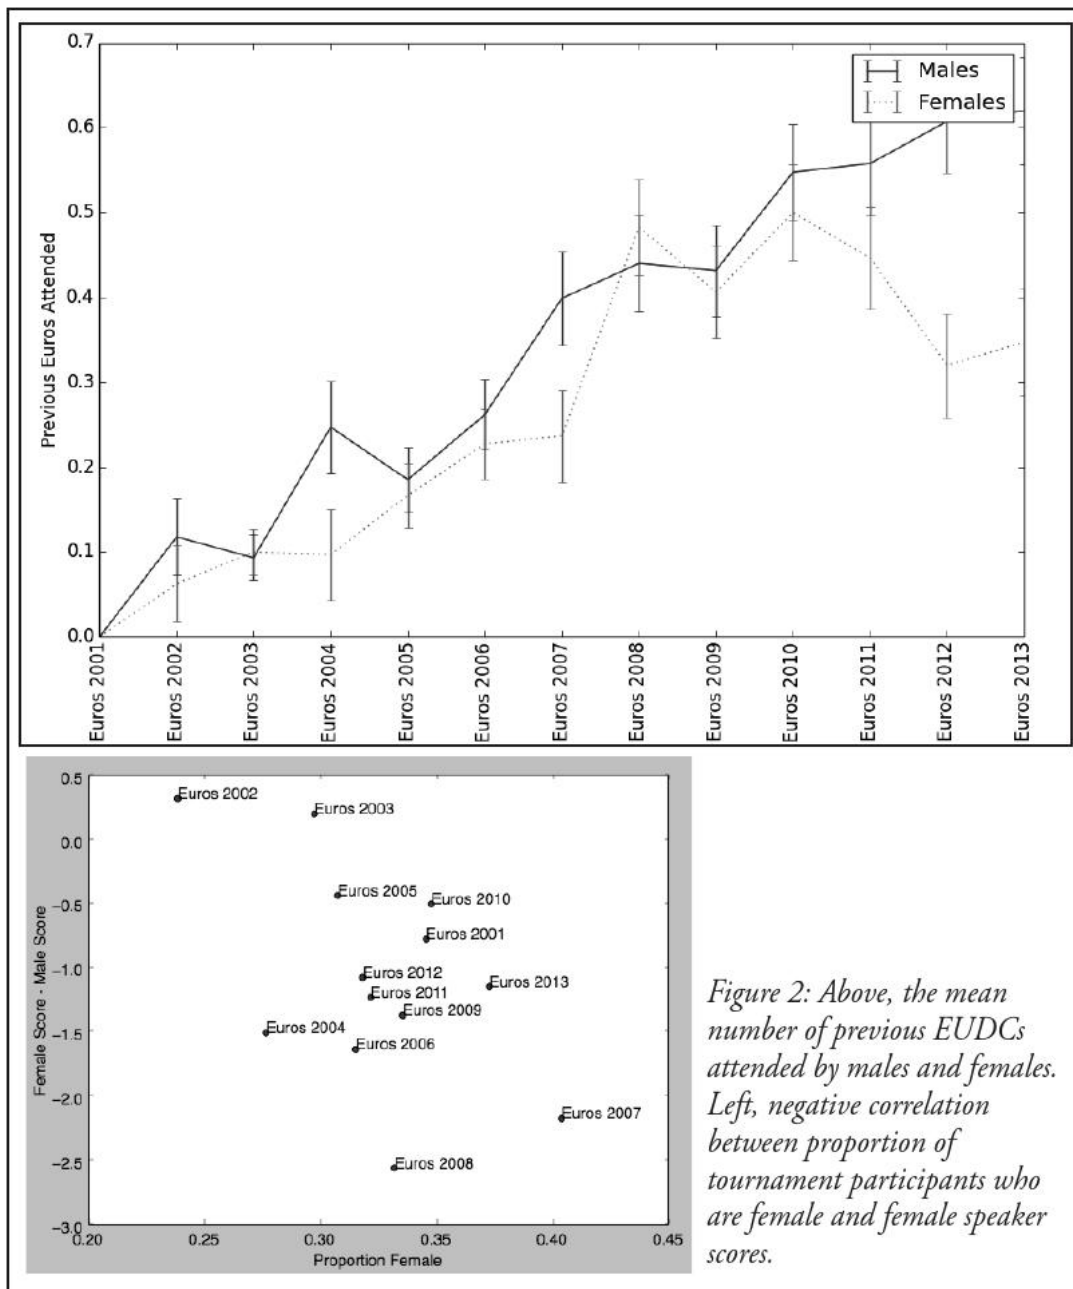 0.7
0.6
0.5
0.4
0.3
0.2
0.1
0.0
Previous Euros Attended
Males
Females
Euros 2001
Euros 2002
Euros 2003
Euros 2004
Euros 2005
Euros 2006
Euros 2007
Euros 2008
Euros 2009
Euros 2010
Euros 2011
Euros 2012
Euros 2013
0.5
0.0
−0.5
−1.0
−1.5
−2.0
−2.5
−3.0
Female Score - Male Score
Euros 2002
Euros 2003
Euros 2005
Euros 2010
Euros 2001
Euros 2012
Euros 2013
Euros 2011
Euros 2009
Euros 2004
Euros 2006
Euros 2007
Euros 2008
0.20
0.25
0.30
0.35
0.40
0.45
Proportion Female
Figure 2: Above, the mean
number of previous EUDCs
attended by males and females.
Left, negative correlation
between proportion of
tournament participants who
are female and female speaker
scores.